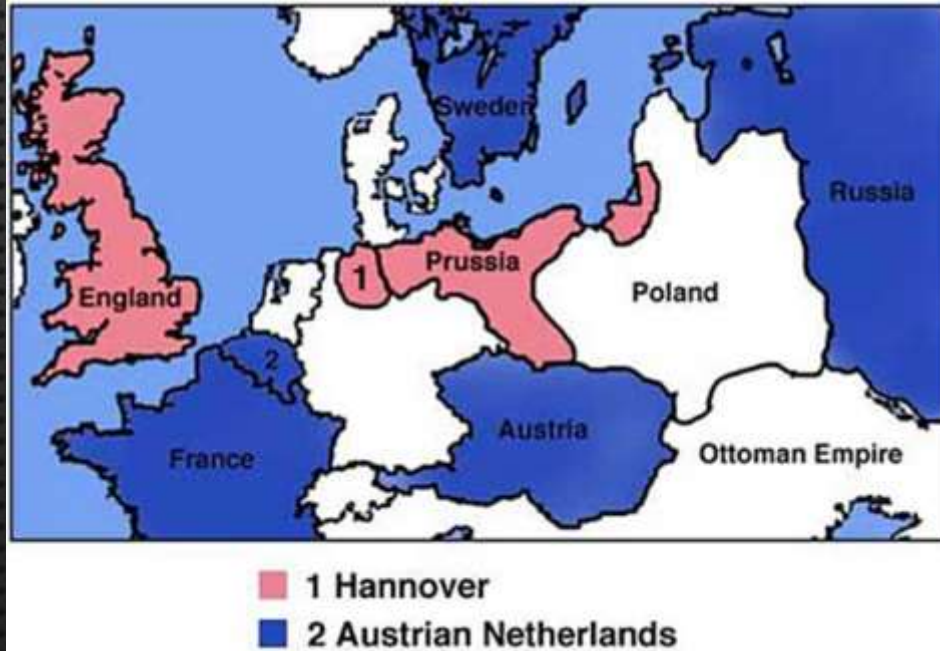 Sweden
Russia
1
Prussia
England
Poland
2
Austria
France
Ottoman Empire
1 Hannover
2 Austrian Netherlands